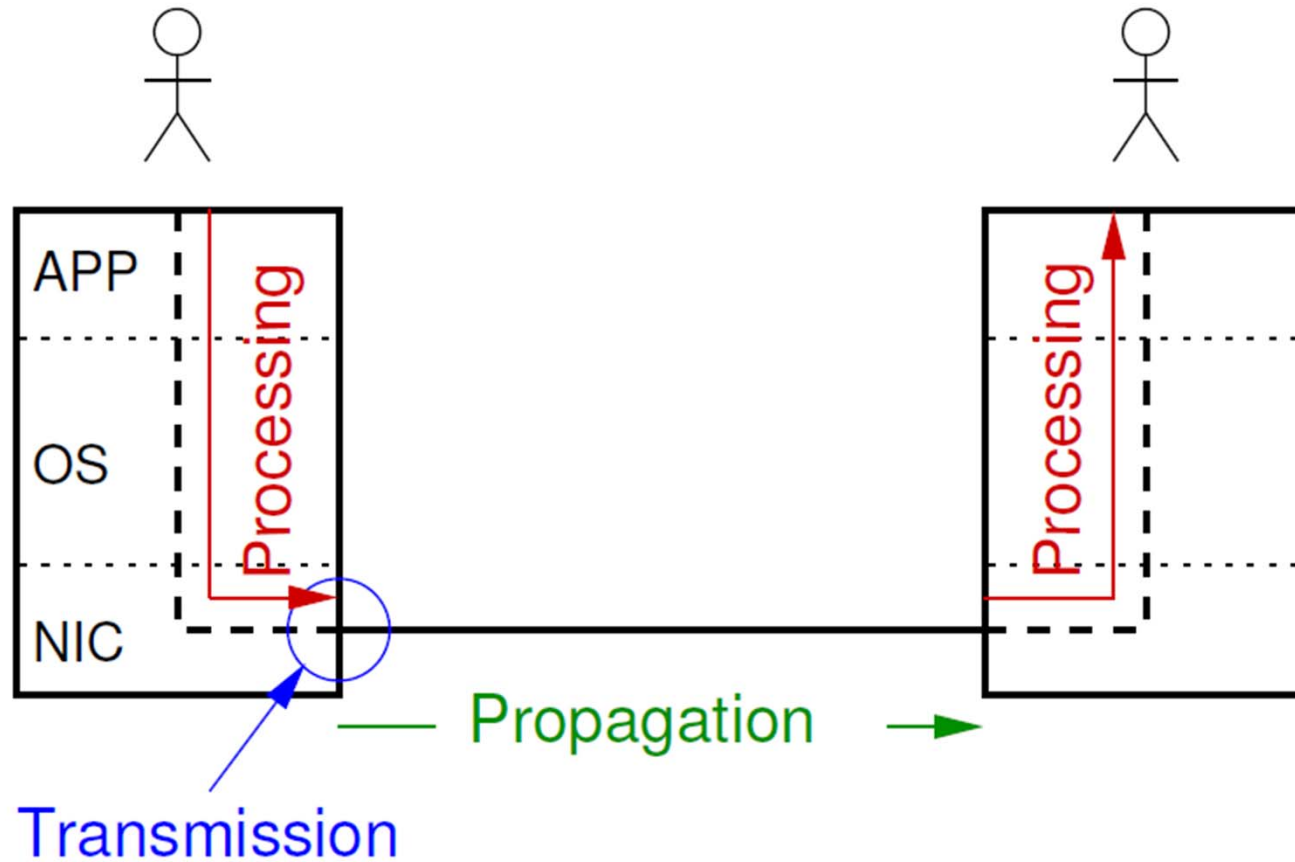 APP
Processing
Processing
OS
NIC
Propagation
Transmission